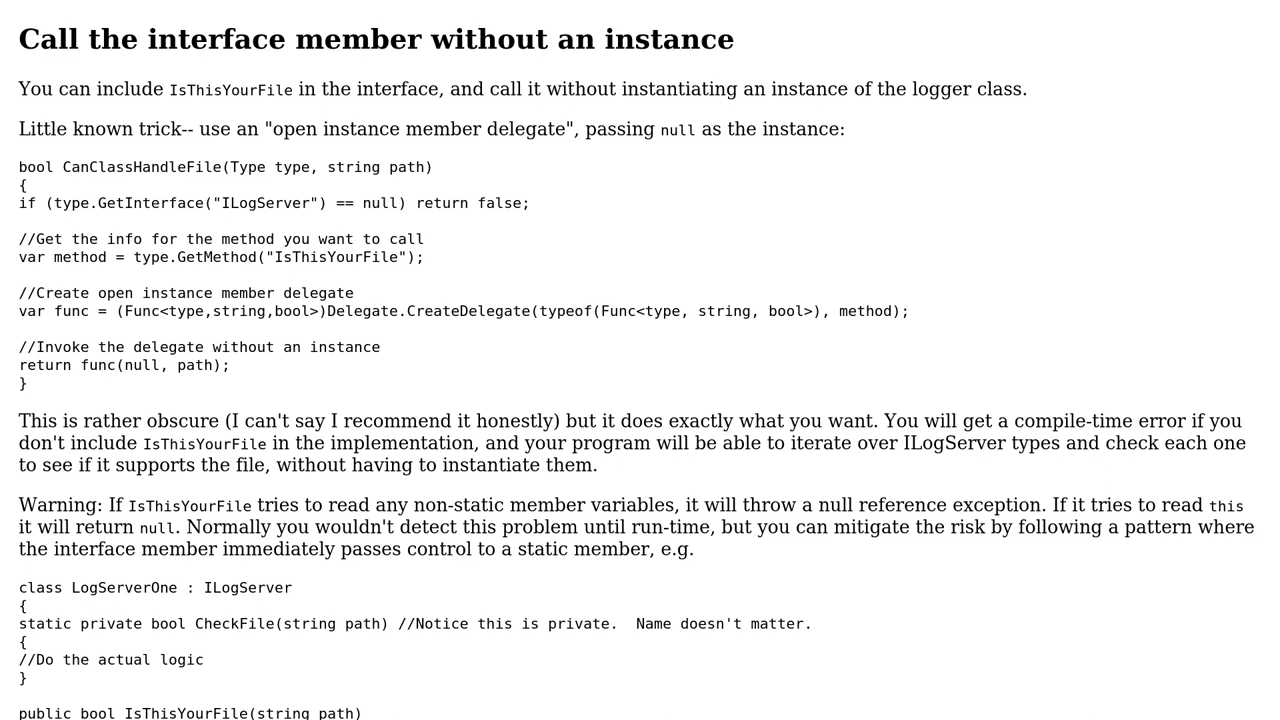 Call the interface member without an instance
You can include IsThisYourFile in the interface, and call it without instantiating an instance of the logger class.
Little known trick-- use an "open instance member delegate", passing null as the instance:
bool CanClassHandleFile(Type type, string path)
{
if (type.GetInterface("ILogServer") == null) return false;
//Get the info for the method you want to call
var method = type.GetMethod("IsThisYourFile");
//Create open instance member delegate
var func = (Func<type,string,bool>)Delegate.CreateDelegate(typeof(Func<type, string, bool>), method);
//Invoke the delegate without an instance
return func(null, path);
}
This is rather obscure (I can't say I recommend it honestly) but it does exactly what you want. You will get a compile-time error if you
don't include IsThisYourFile in the implementation, and your program will be able to iterate over ILogServer types and check each one
to see if it supports the file, without having to instantiate them.
Warning: If IsThisYourFile tries to read any non-static member variables, it will throw a null reference exception. If it tries to read this
it will return null. Normally you wouldn't detect this problem until run-time, but you can mitigate the risk by following a pattern where
the interface member immediately passes control to a static member, e.g.
class LogServerOne : ILogServer
{
static private bool CheckFile(string path) //Notice this is private.  Name doesn't matter.
{
//Do the actual logic
}
public bool IsThisYourFile(string path)